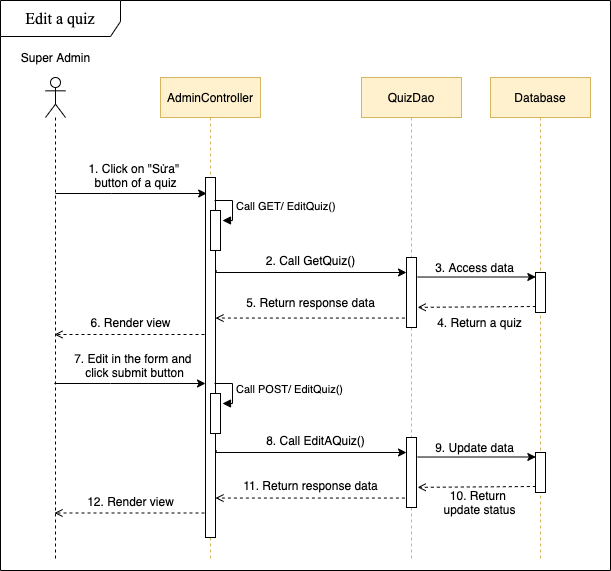 Edit a quiz
Super Admin
AdminController
QuizDao
Database
1. Click on "Sửa"
button of a quiz
Call GET/ EditQuiz()
2. Call GetQuiz()
3. Access data
4. Return a quiz
5. Return response data
6. Render view
7. Edit in the form and
click submit button
Call POST/ EditQuiz()
8. Call EditAQuiz()
9. Update data
10. Return
update status
11. Return response data
12. Render view